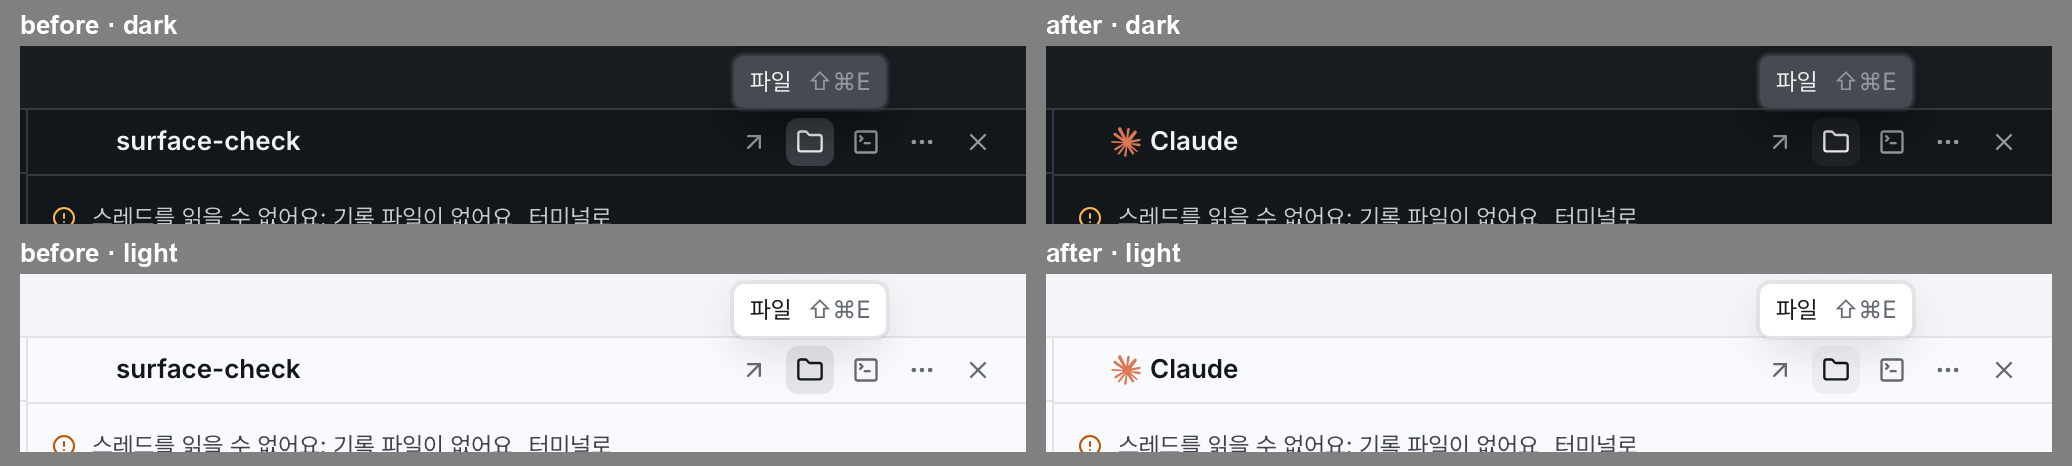 before · dark
파일 ⇧⌘E
surface-check
스레드를 읽을 수 없어요: 기록 파일이 없어요 터미널로
after · dark
파일 ⇧⌘E
Claude
스레드를 읽을 수 없어요: 기록 파일이 없어요 터미널로
before · light
파일 ⇧⌘E
surface-check
스레드를 읽을 수 없어요: 기록 파일이 없어요 터미널로
after · light
파일 ⇧⌘E
Claude
스레드를 읽을 수 없어요: 기록 파일이 없어요 터미널로